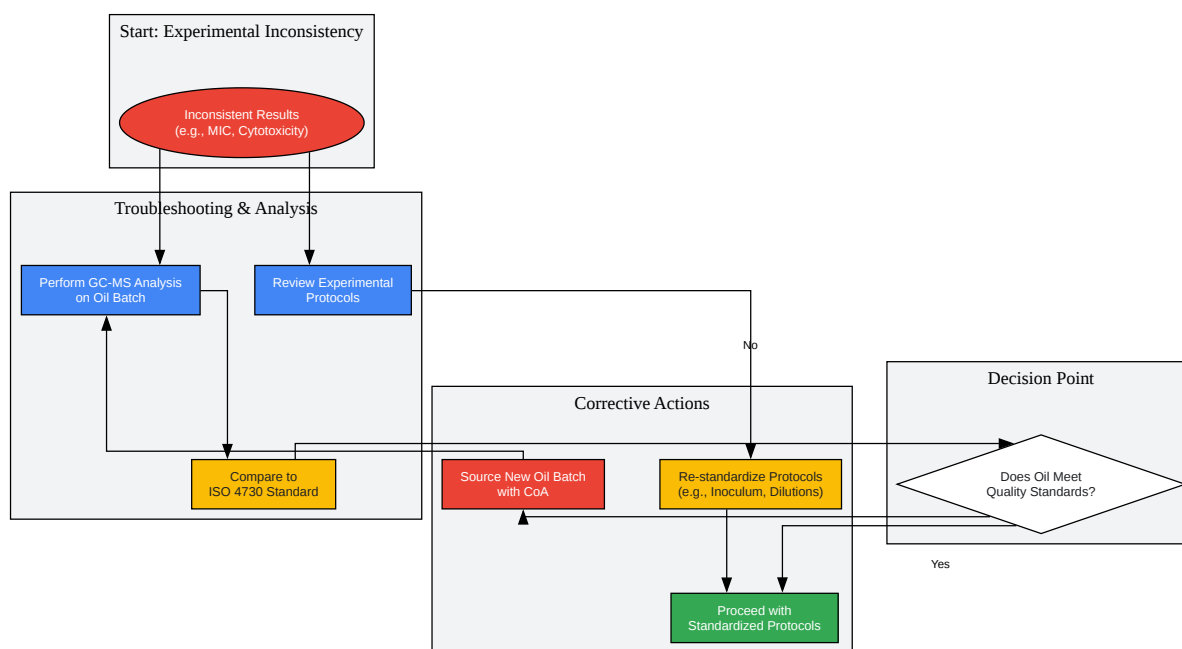 Start: Experimental Inconsistency
Inconsistent Results
(e.g., MIC, Cytotoxicity)
Troubleshooting & Analysis
Perform GC-MS Analysis
on Oil Batch
Review Experimental
Protocols
No
Decision Point
Corrective Actions
Compare to
ISO 4730 Standard
Source New Oil Batch
with CoA
Re-standardize Protocols
(e.g., Inoculum, Dilutions)
Does Oil Meet
Quality Standards?
Yes
Proceed with
Standardized Protocols